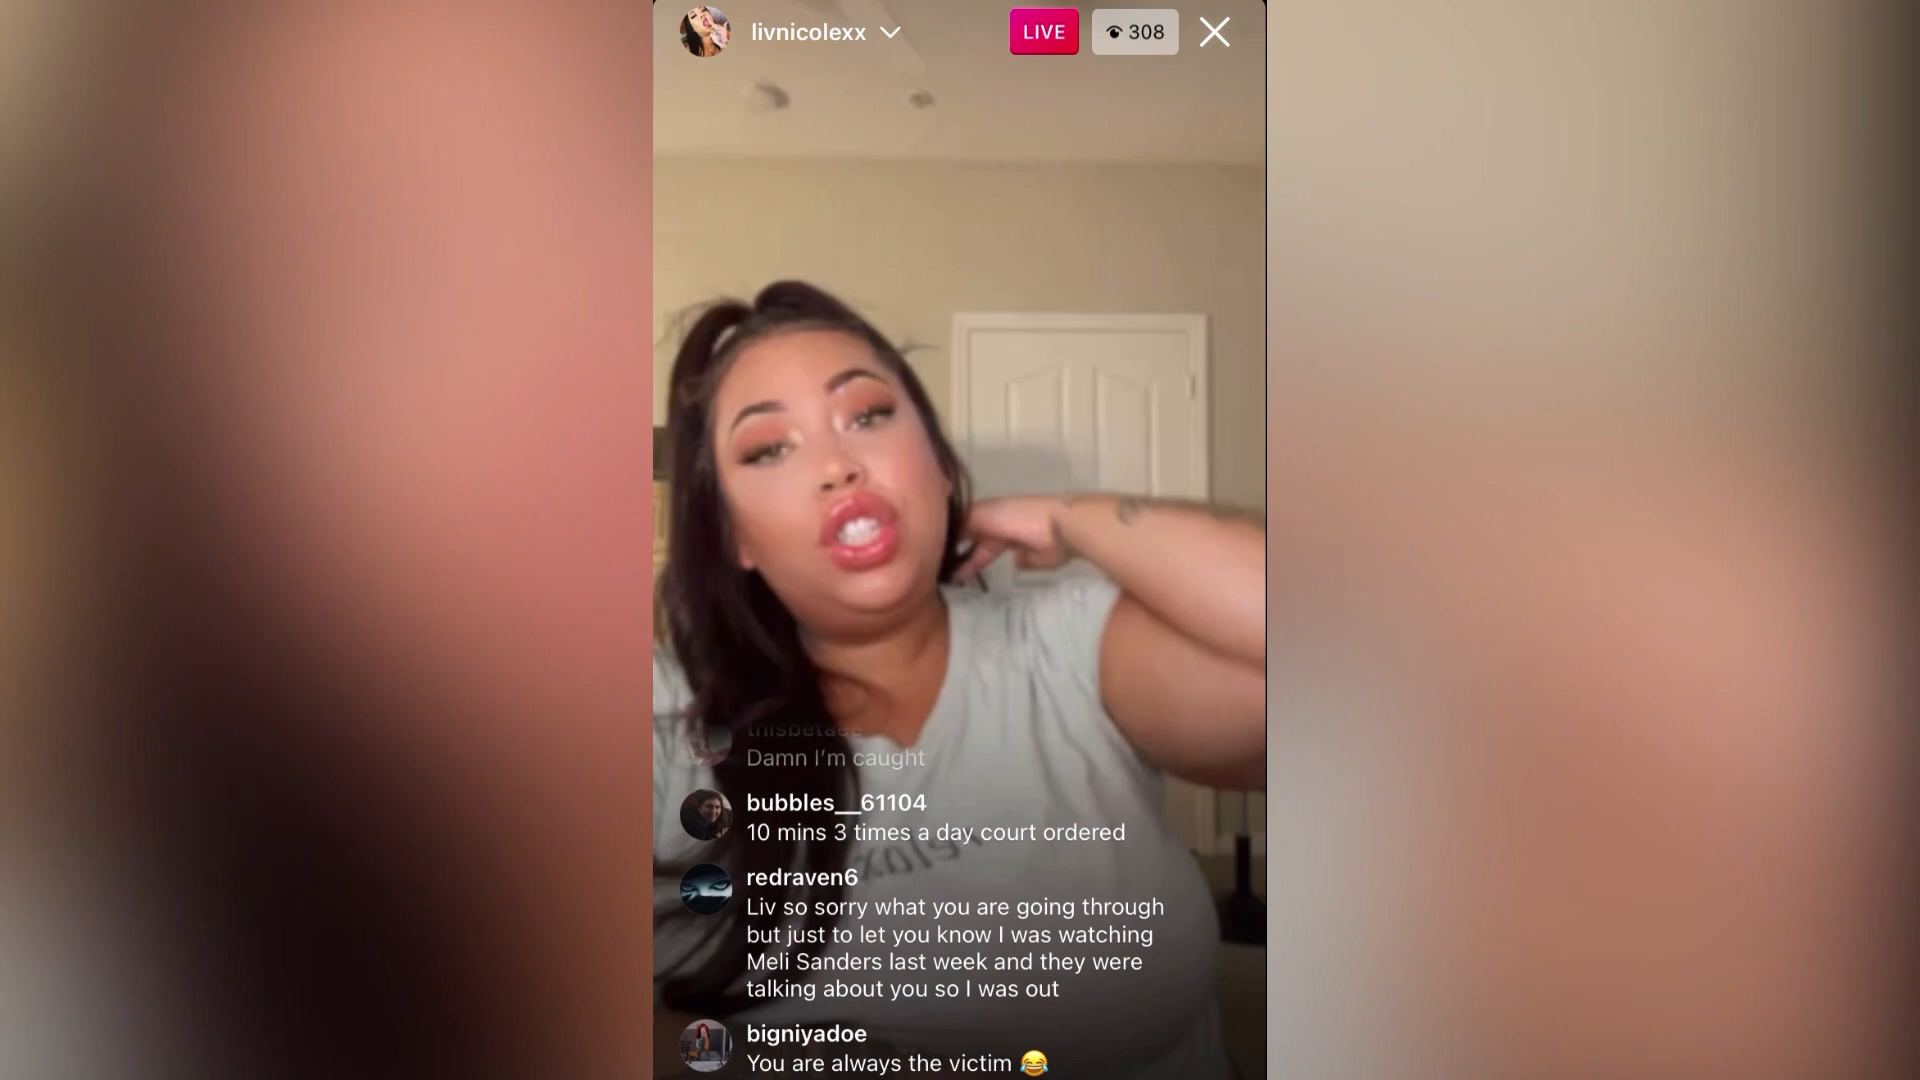 livnicolexx
LIVE
308
Damn I’m caught
bubbles__61104
10 mins 3 times a day court ordered
redraven6
Liv so sorry what you are going through
but just to let you know I was watching
Meli Sanders last week and they were
talking about you so I was out
bigniyadoe
You are always the victim 😂